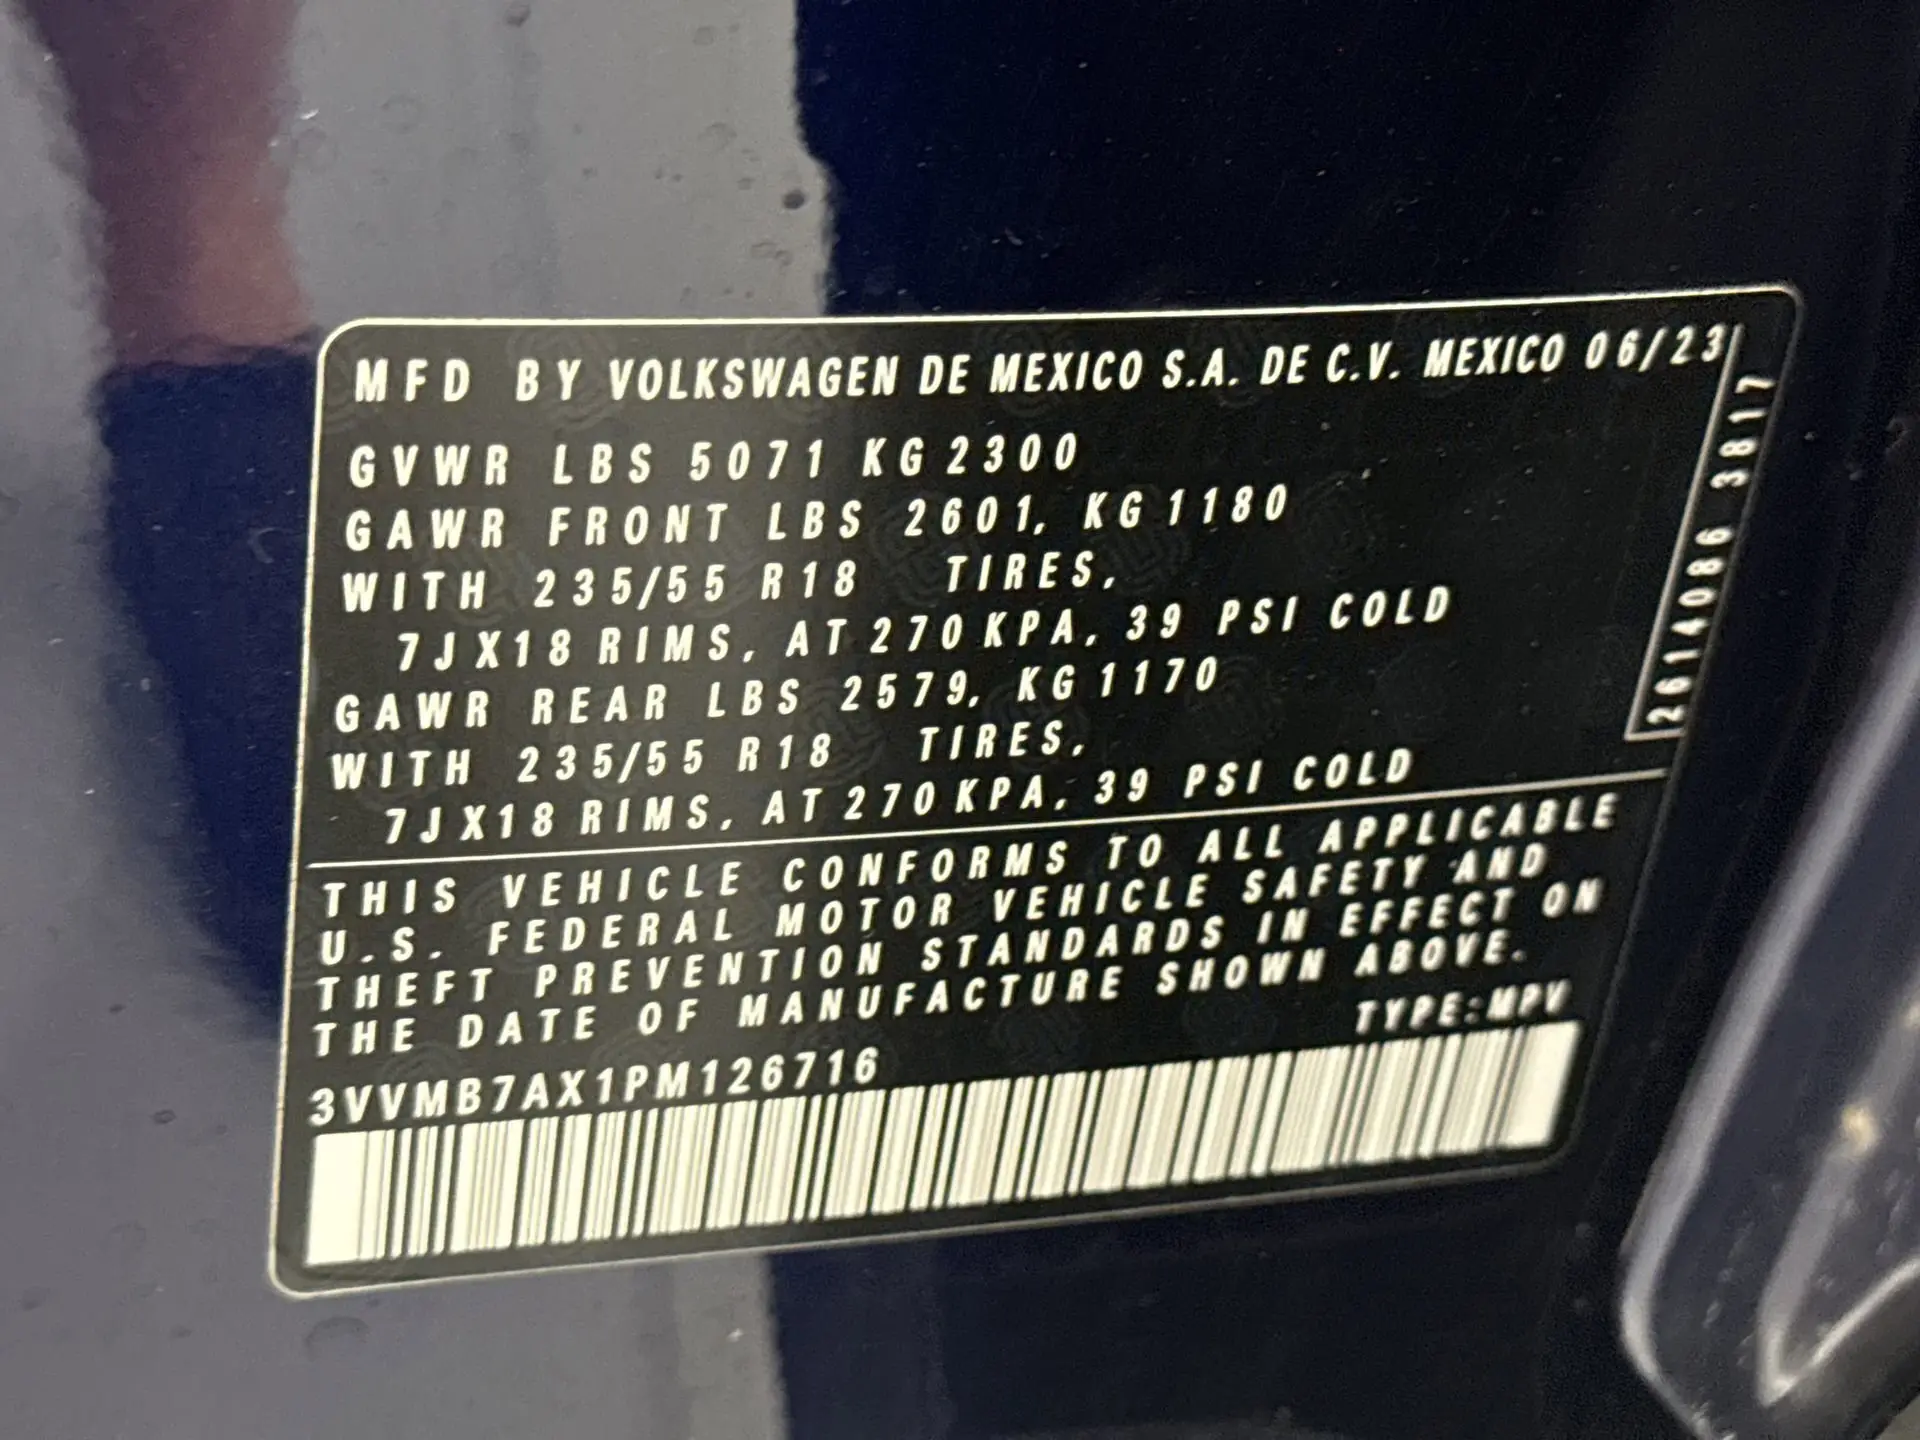 MFD BY VOLKSWAGEN DE MEXICO S.A. DE C.V. MEXICO 06/23
GVWR LBS 5071 KG 2300
GAWR FRONT LBS 2601, KG 1180
WITH 235/55 R18 TIRES,
7JX18 RIMS, AT 270 KPA, 39 PSI COLD
GAWR REAR LBS 2579, KG 1170
WITH 235/55 R18 TIRES,
7JX18 RIMS, AT 270 KPA, 39 PSI COLD
2614086 3817
THIS VEHICLE CONFORMS TO ALL APPLICABLE
U.S. FEDERAL MOTOR VEHICLE SAFETY AND
THEFT PREVENTION STANDARDS IN EFFECT ON
THE DATE OF MANUFACTURE SHOWN ABOVE.
TYPE:MPV
3VVMB7AX1PM126716